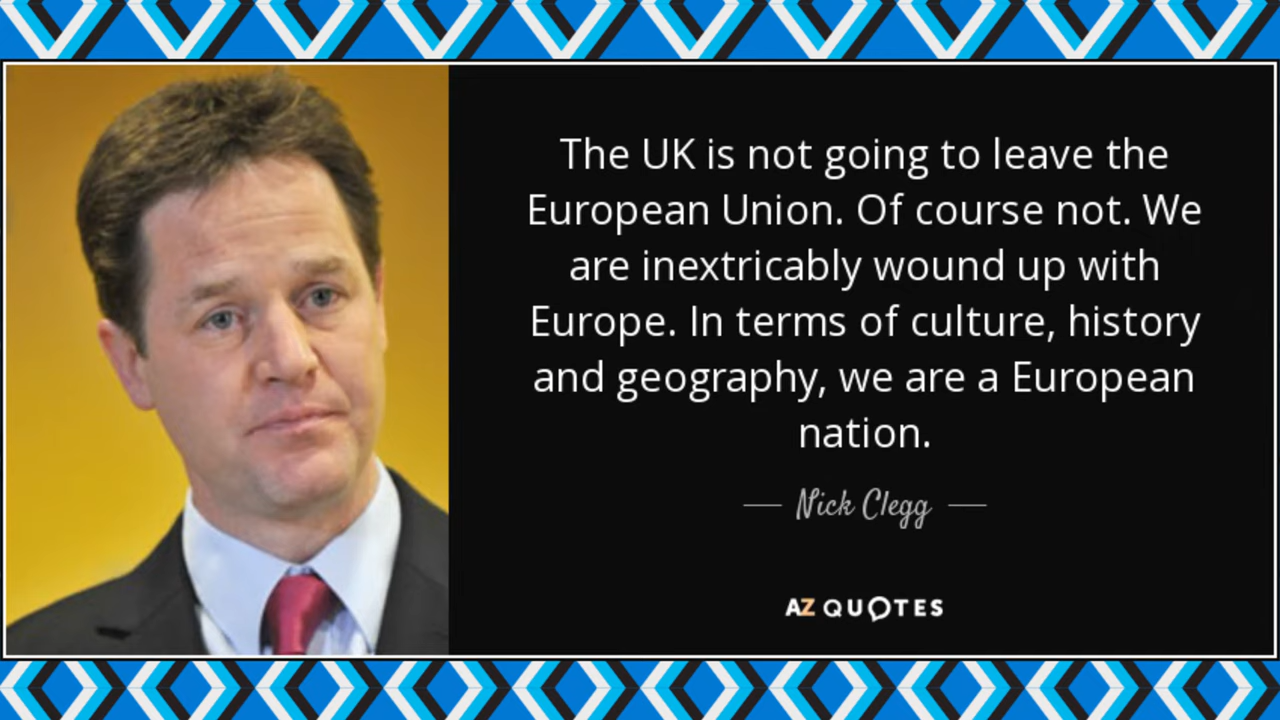 The UK is not going to leave the
European Union. Of course not. We
are inextricably wound up with
Europe. In terms of culture, history
and geography, we are a European
nation.
— Nick Clegg —
AZ QUOTES